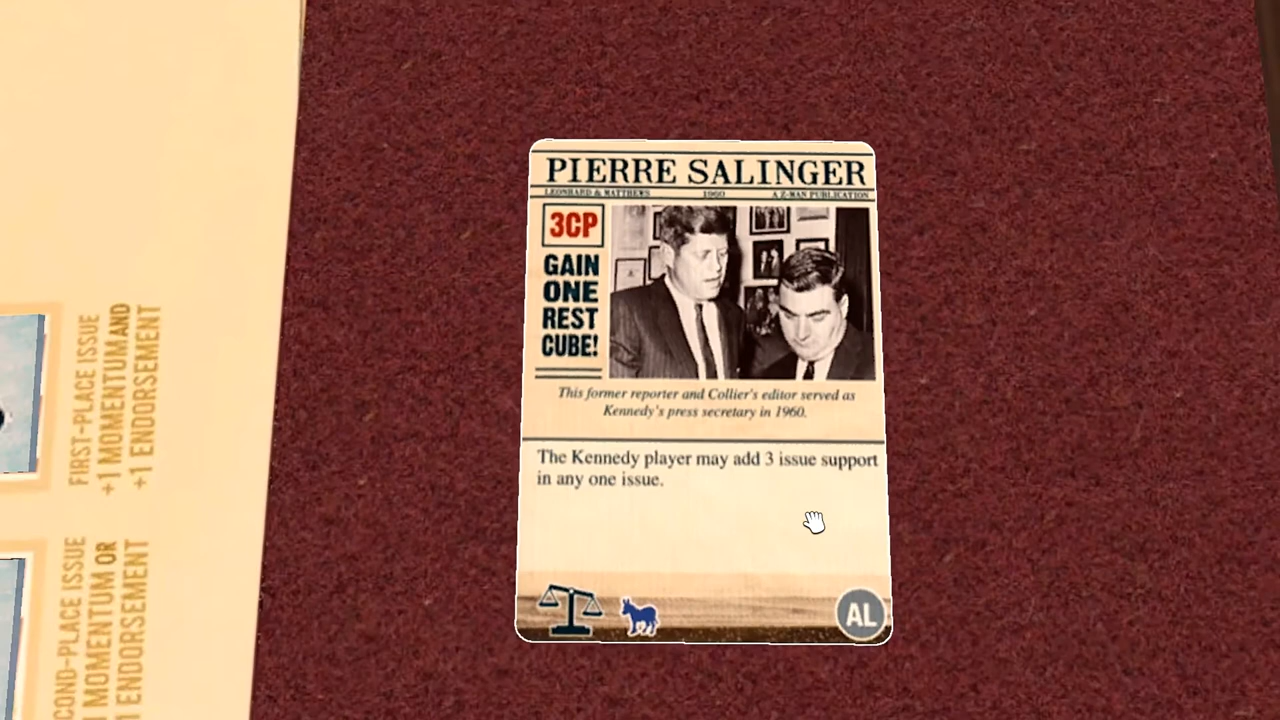 PIERRE SALINGER
LEONHARD & MATTHEWS 1960 A Z-MAN PUBLICATION
3CP
GAIN
ONE
REST
CUBE!
This former reporter and Collier's editor served as
Kennedy's press secretary in 1960.
The Kennedy player may add 3 issue support
in any one issue.
AL
FIRST-PLACE ISSUE
+1 MOMENTUM AND
+1 ENDORSEMENT
COND-PLACE ISSUE
MOMENTUM OR
1 ENDORSEMENT